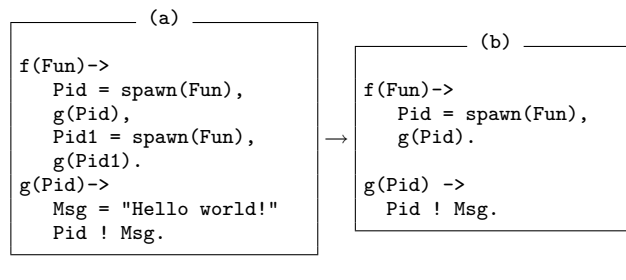 (a)
f(Fun)->
Pid = spawn(Fun),
g(Pid),
Pid1 = spawn(Fun),
g(Pid1).
g(Pid)->
Msg = "Hello world!"
Pid ! Msg.
→
(b)
f(Fun)->
Pid = spawn(Fun),
g(Pid).
g(Pid) ->
Pid ! Msg.